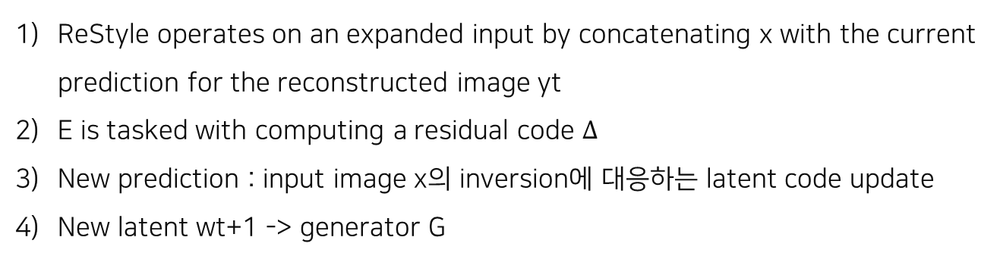 1) ReStyle operates on an expanded input by concatenating x with the current
prediction for the reconstructed image yt
2) E is tasked with computing a residual code Δ
3) New prediction : input image x의 inversion에 대응하는 latent code update
4) New latent wt+1 -> generator G